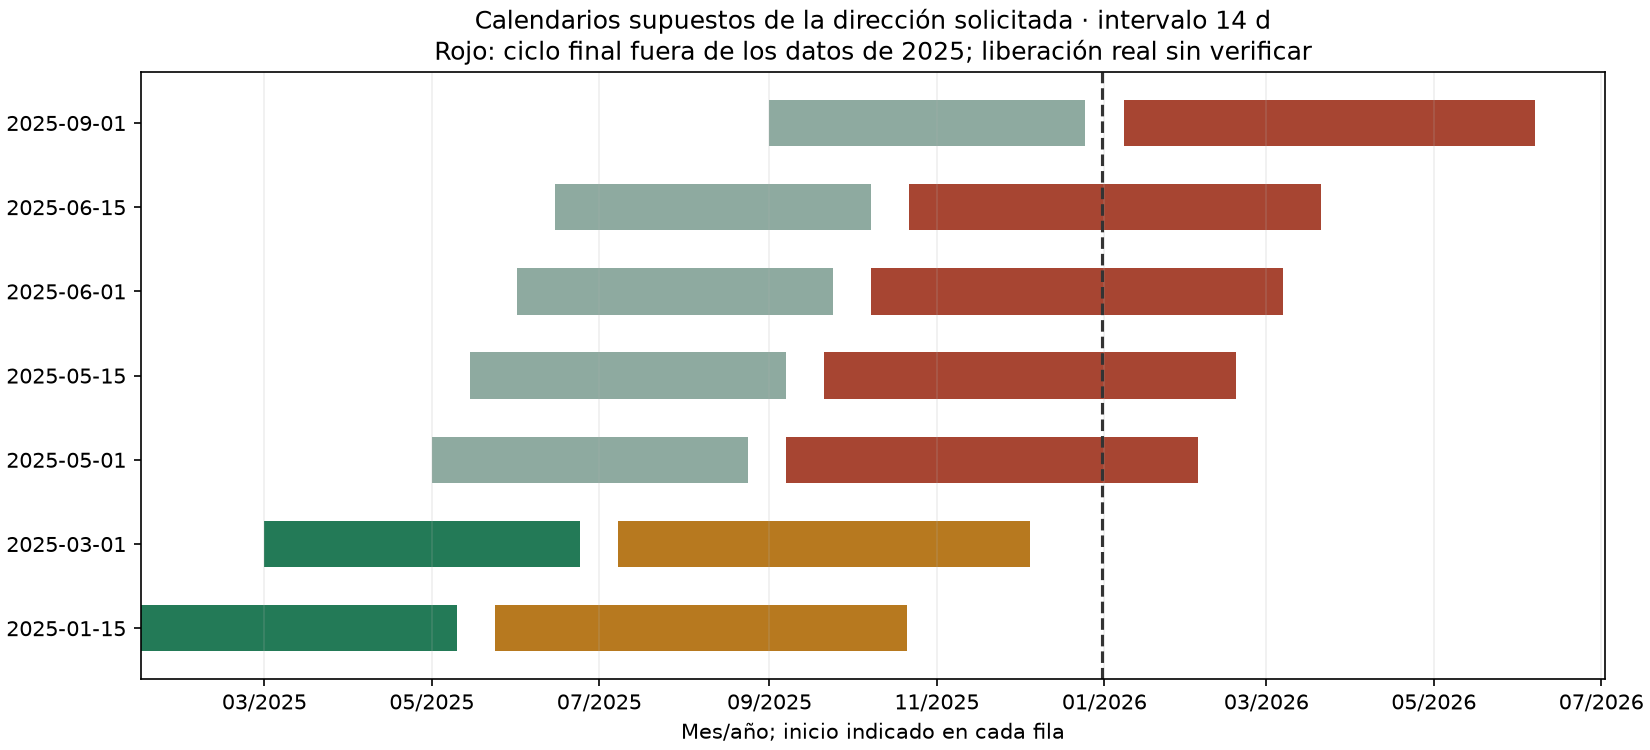 Calendarios supuestos de la dirección solicitada · intervalo 14 d
Rojo: ciclo final fuera de los datos de 2025; liberación real sin verificar
2025-09-01
2025-06-15
2025-06-01
2025-05-15
2025-05-01
2025-03-01
2025-01-15
03/2025 05/2025 07/2025 09/2025 11/2025 01/2026 03/2026 05/2026 07/2026
Mes/año; inicio indicado en cada fila